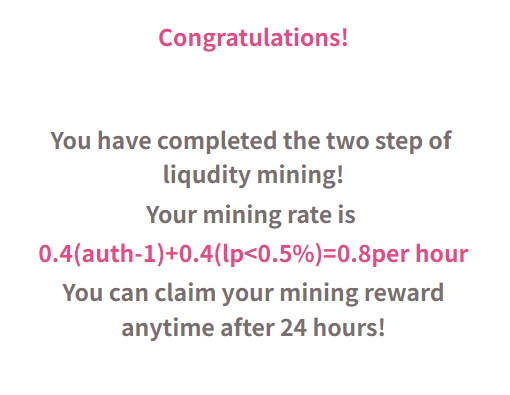 Congratulations!
You have completed the two step of
liqudity mining!
Your mining rate is
0.4(auth-1)+0.4(lp<0.5%)=0.8per hour
You can claim your mining reward
anytime after 24 hours!